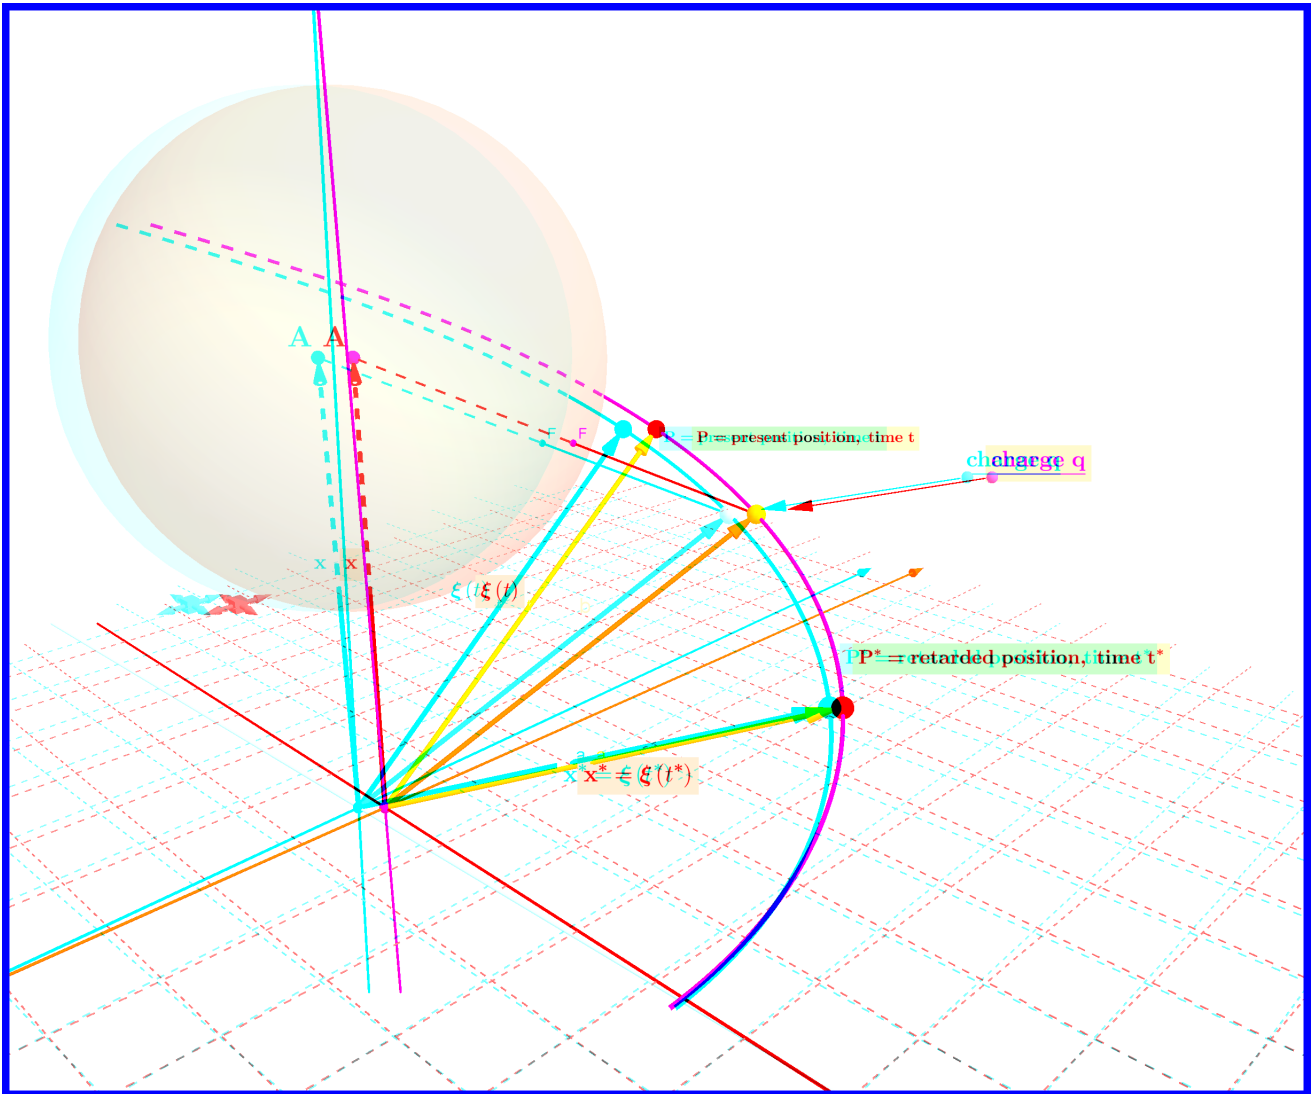 A A
F F
P = present position, time t
charge q
x x
ξ(t)
P* = retarded position, time t*
x* = ξ(t*)